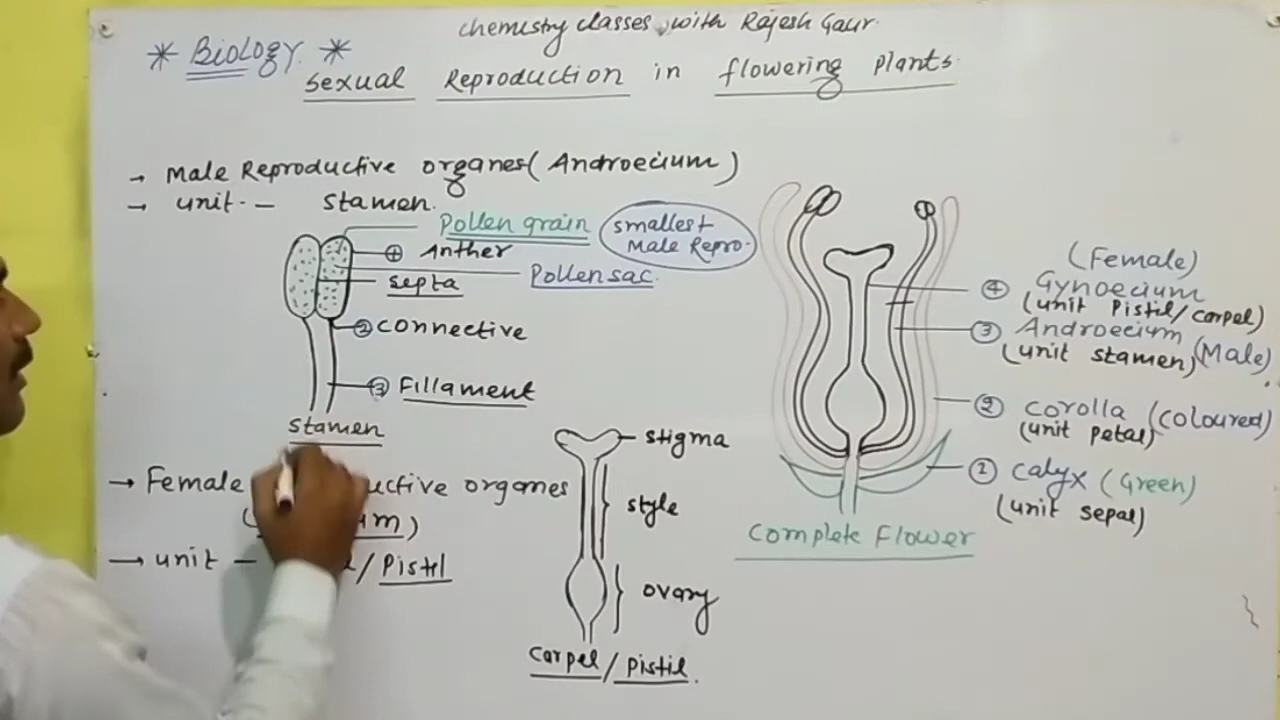 chemistry classes with Rajesh Gaur.
* Biology. *
Sexual Reproduction in flowering plants.
→ Male Reproductive organes (Androecium)
→ unit - stamen.
Pollen grain
smallest
Male Repro.
① Anther
septa
Pollen sac.
② connective
③ Fillament
stamen
→ Female uctive organes
um)
→ unit - / Pistil
stigma
style
ovary
carpel / pistil.
(Female)
④ Gynoecium
(unit Pistil/carpel)
③ Androecium (Male)
(unit stamen)
② corolla (coloured)
(unit petal)
① calyx (Green)
(unit sepal)
Complete Flower